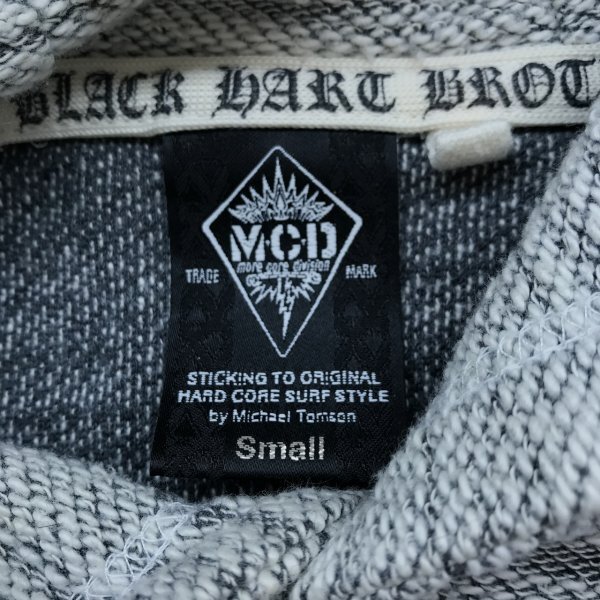 BLACK HART BROT
M·C·D
more core division
TRADE MARK
STICKING TO ORIGINAL
HARD CORE SURF STYLE
by Michael Tomson
Small